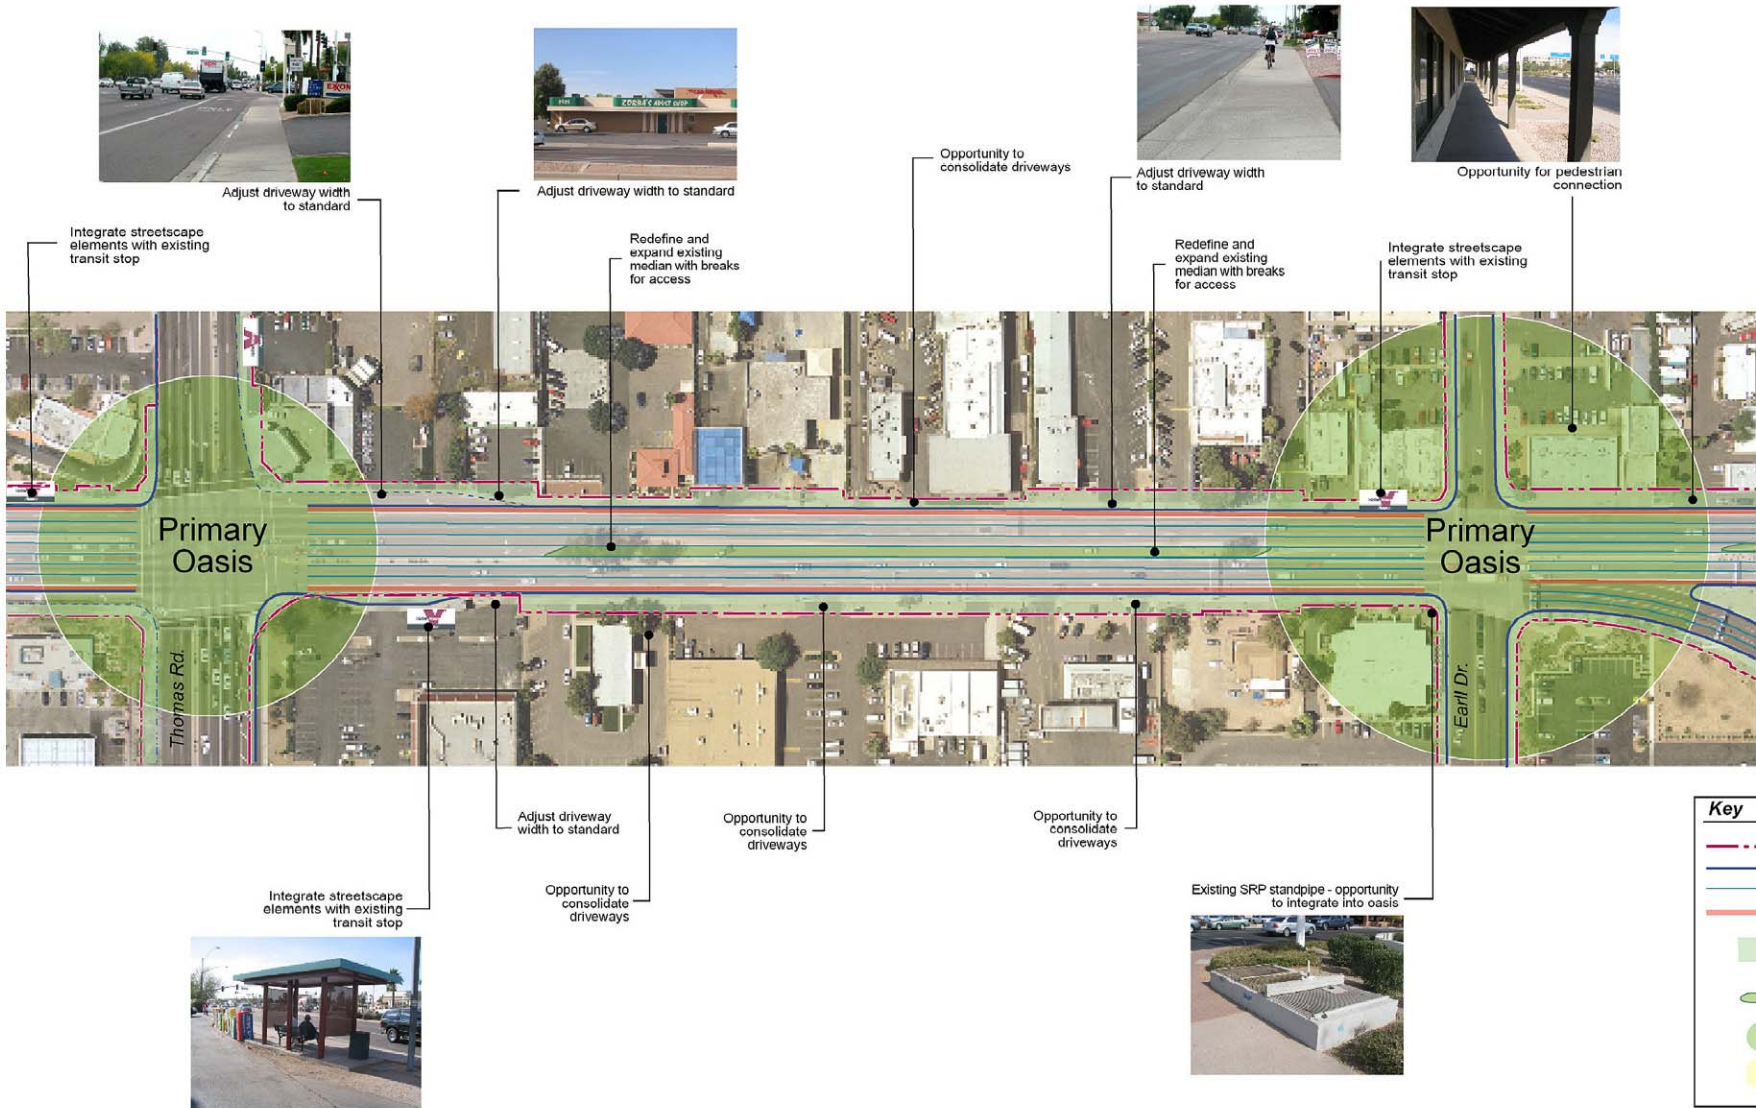 ZORBA'S ADULT SHOP
EXXON
Adjust driveway width
to standard
Adjust driveway width to standard
Opportunity to
consolidate driveways
Adjust driveway width
to standard
Opportunity for pedestrian
connection
Integrate streetscape
elements with existing
transit stop
Redefine and
expand existing
median with breaks
for access
Redefine and
expand existing
median with breaks
for access
Integrate streetscape
elements with existing
transit stop
Primary
Oasis
Primary
Oasis
Thomas Rd.
Earll Dr.
Adjust driveway
width to standard
Opportunity to
consolidate
driveways
Opportunity to
consolidate
driveways
Key
Integrate streetscape
elements with existing
transit stop
Opportunity to
consolidate
driveways
Existing SRP standpipe - opportunity
to integrate into oasis